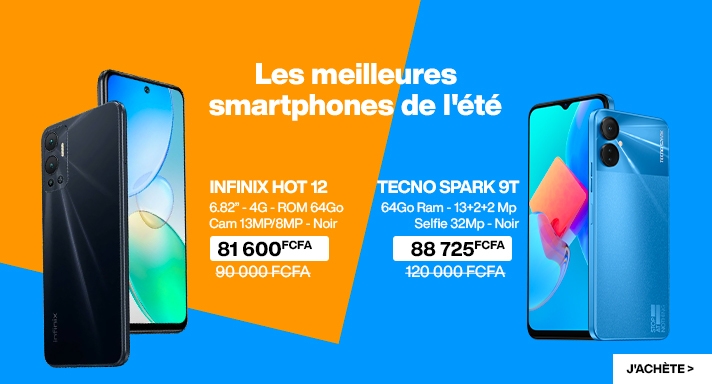 Les meilleures
smartphones de l'été
INFINIX HOT 12
6.82” - 4G - ROM 64Go
Cam 13MP/8MP - Noir
81 600FCFA
90 000 FCFA
TECNO SPARK 9T
64Go Ram - 13+2+2 Mp
Selfie 32Mp - Noir
88 725FCFA
120 000 FCFA
Infinix
J'ACHÈTE >